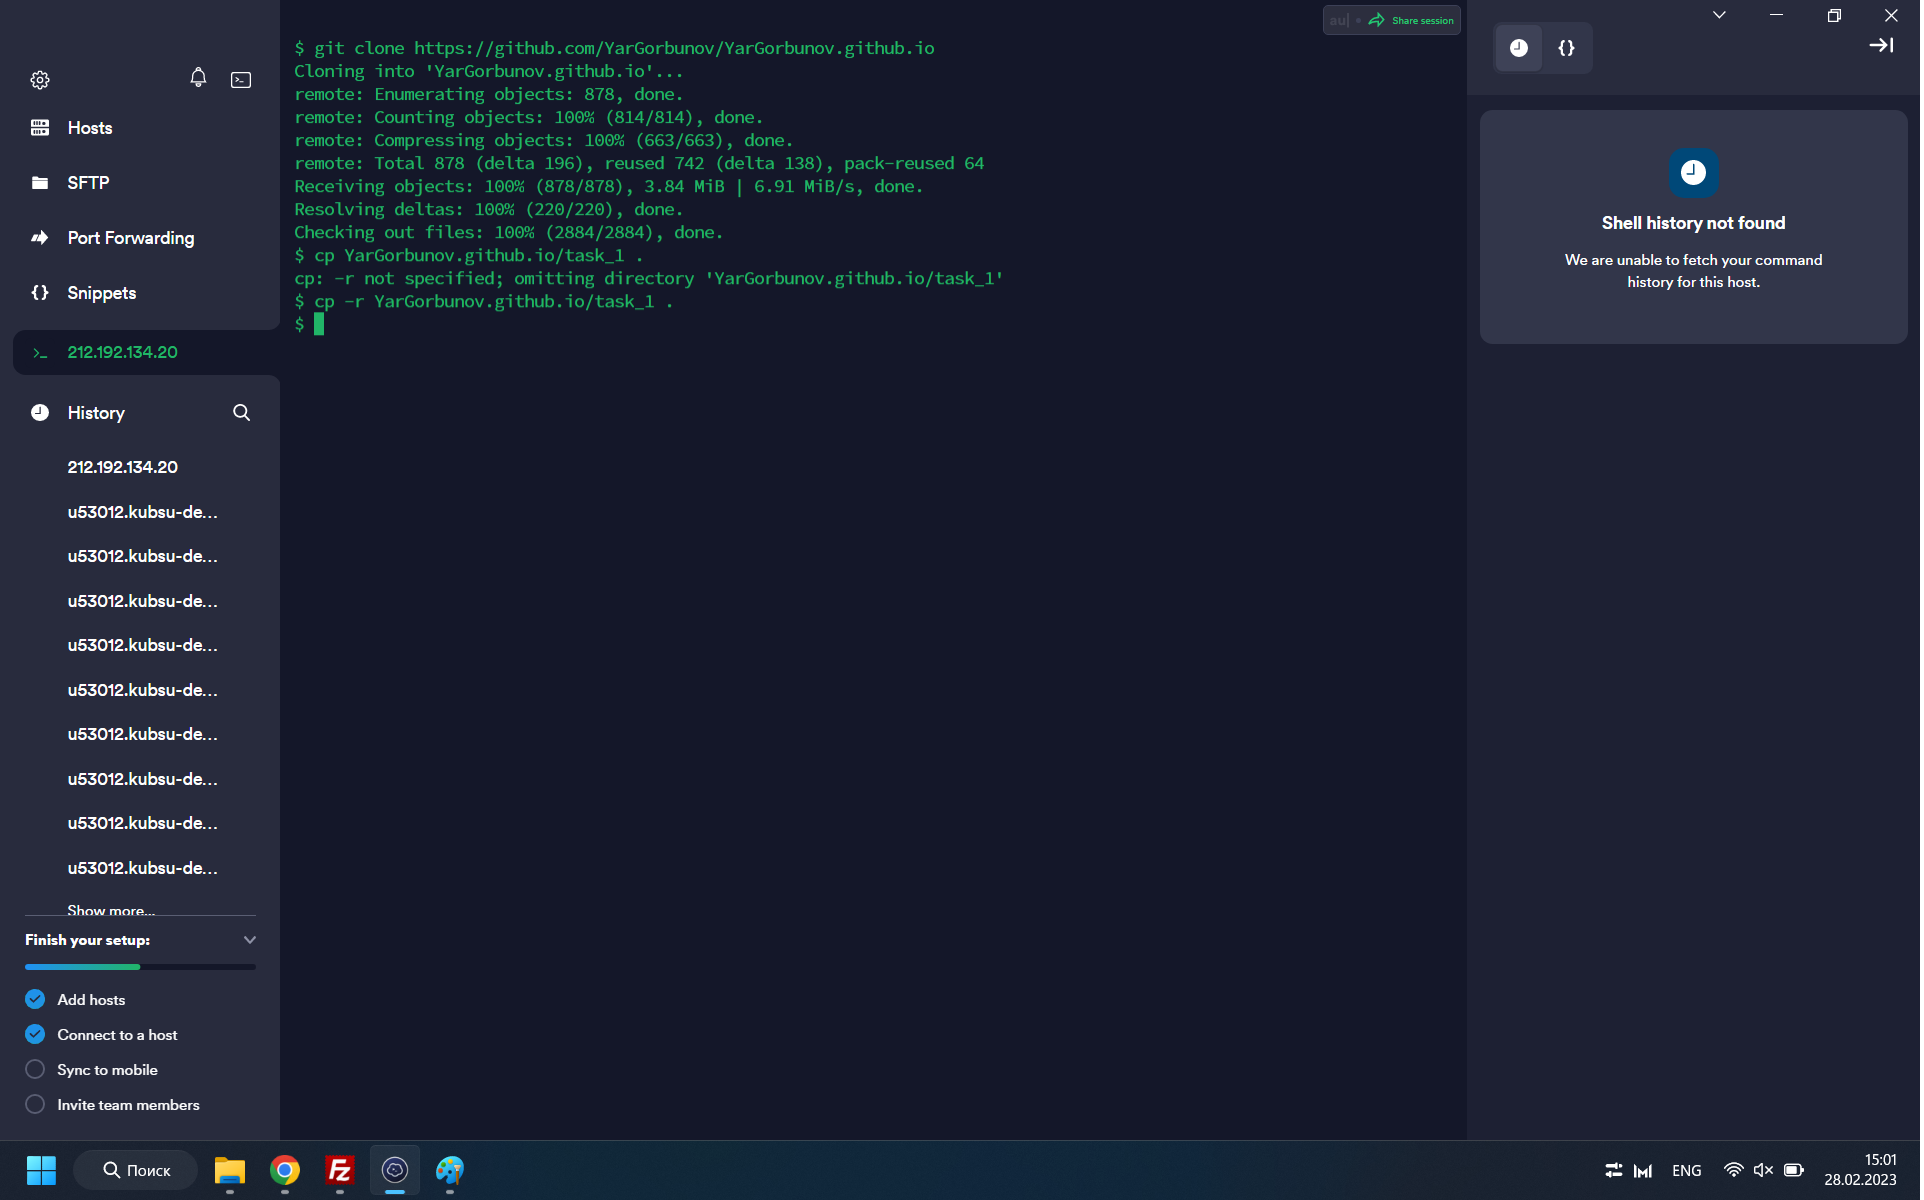 Hosts
SFTP
Port Forwarding
Snippets
212.192.134.20
History
212.192.134.20
u53012.kubsu-de...
u53012.kubsu-de...
u53012.kubsu-de...
u53012.kubsu-de...
u53012.kubsu-de...
u53012.kubsu-de...
u53012.kubsu-de...
u53012.kubsu-de...
u53012.kubsu-de...
Show more...
Finish your setup:
Add hosts
Connect to a host
Sync to mobile
Invite team members
au| Share session
$ git clone https://github.com/YarGorbunov/YarGorbunov.github.io
Cloning into 'YarGorbunov.github.io'...
remote: Enumerating objects: 878, done.
remote: Counting objects: 100% (814/814), done.
remote: Compressing objects: 100% (663/663), done.
remote: Total 878 (delta 196), reused 742 (delta 138), pack-reused 64
Receiving objects: 100% (878/878), 3.84 MiB | 6.91 MiB/s, done.
Resolving deltas: 100% (220/220), done.
Checking out files: 100% (2884/2884), done.
$ cp YarGorbunov.github.io/task_1 .
cp: -r not specified; omitting directory 'YarGorbunov.github.io/task_1'
$ cp -r YarGorbunov.github.io/task_1 .
$
Shell history not found
We are unable to fetch your command
history for this host.
Поиск
Fz
ENG
15:01
28.02.2023